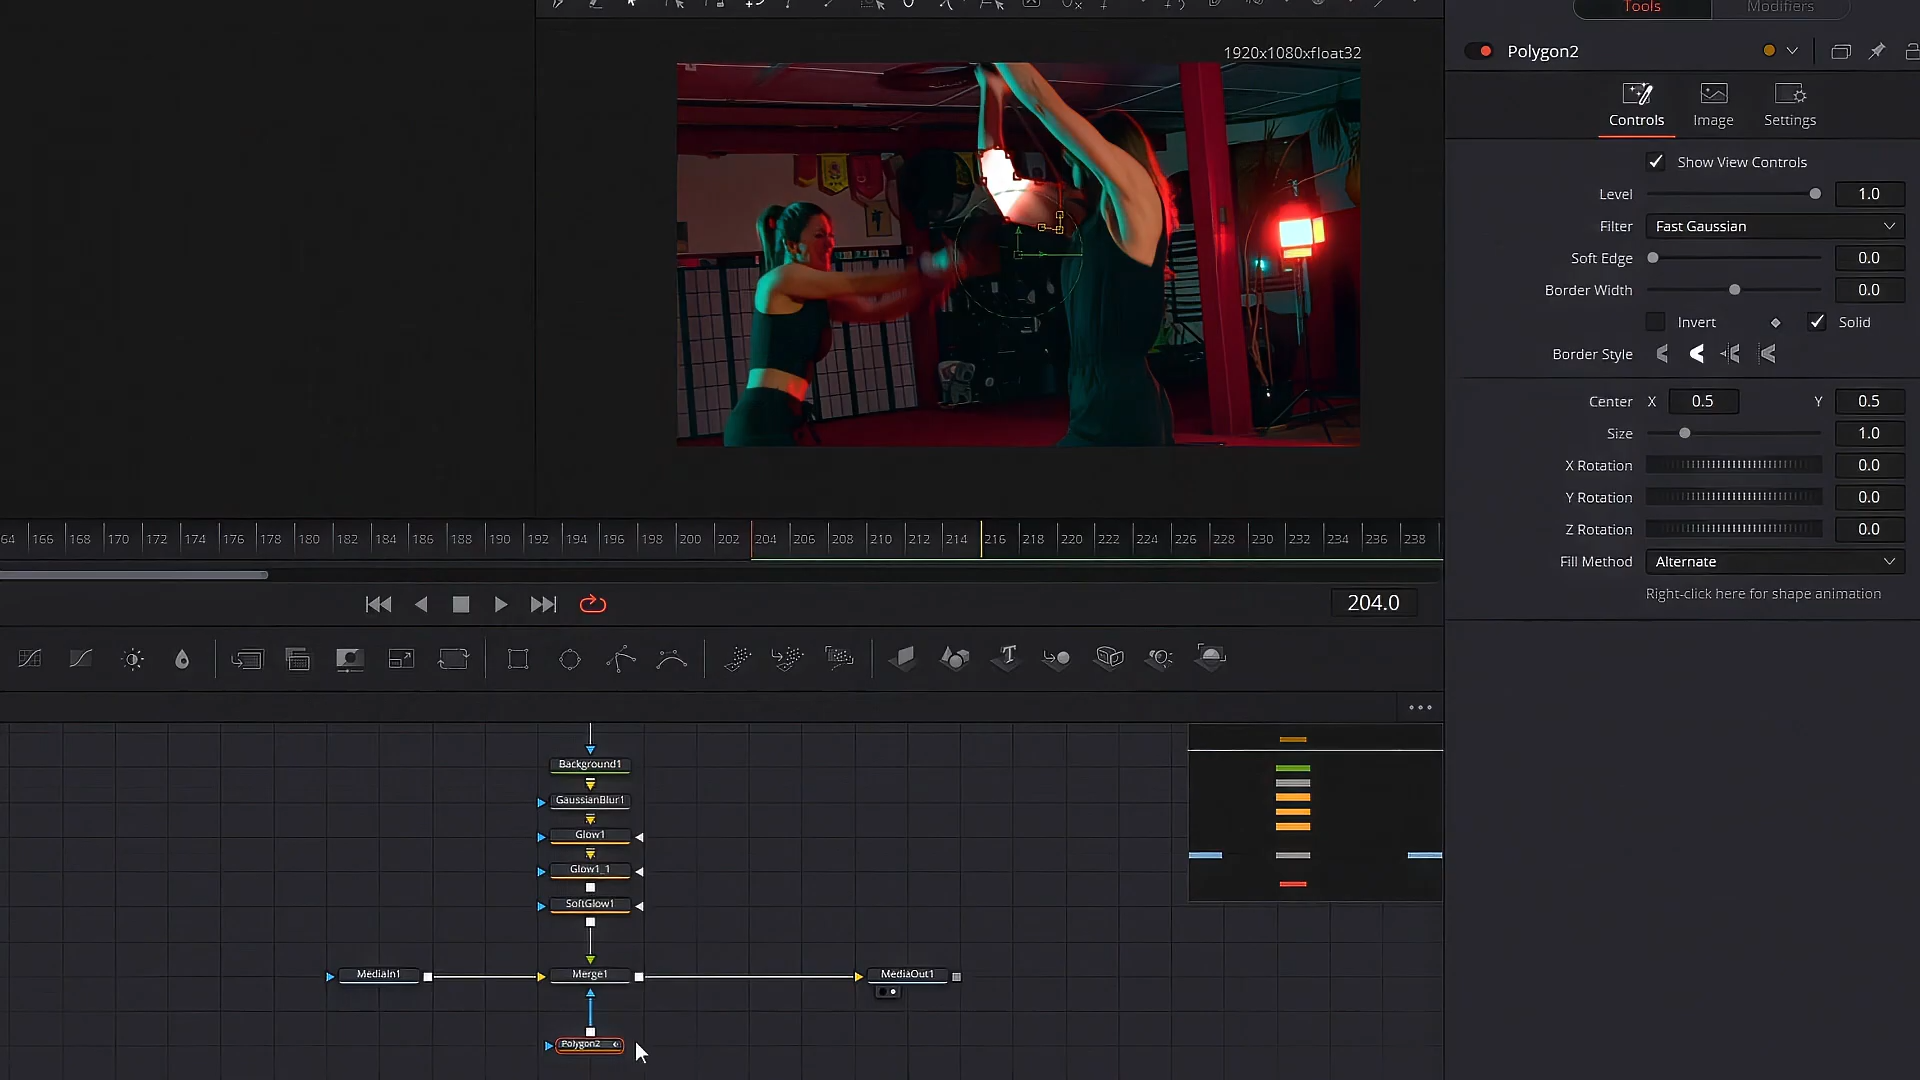 Tools Modifiers
1920x1080xfloat32
Polygon2
Controls Image Settings
Show View Controls
Level 1.0
Filter Fast Gaussian
Soft Edge 0.0
Border Width 0.0
Invert Solid
Border Style
Center X 0.5 Y 0.5
Size 1.0
X Rotation 0.0
Y Rotation 0.0
Z Rotation 0.0
Fill Method Alternate
Right-click here for shape animation
64 166 168 170 172 174 176 178 180 182 184 186 188 190 192 194 196 198 200 202 204 206 208 210 212 214 216 218 220 222 224 226 228 230 232 234 236 238
204.0
Background1
GaussianBlur1
Glow1
Glow1_1
SoftGlow1
MediaIn1 Merge1 MediaOut1
Polygon2